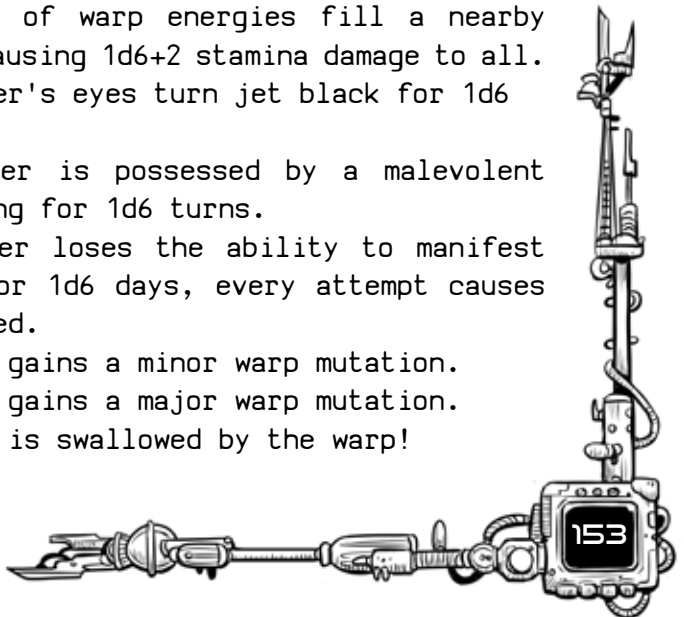 of warp energies fill a nearby
ausing 1d6+2 stamina damage to all.
er's eyes turn jet black for 1d6
er is possessed by a malevolent
ng for 1d6 turns.
er loses the ability to manifest
or 1d6 days, every attempt causes
ed.
gains a minor warp mutation.
gains a major warp mutation.
is swallowed by the warp!
153